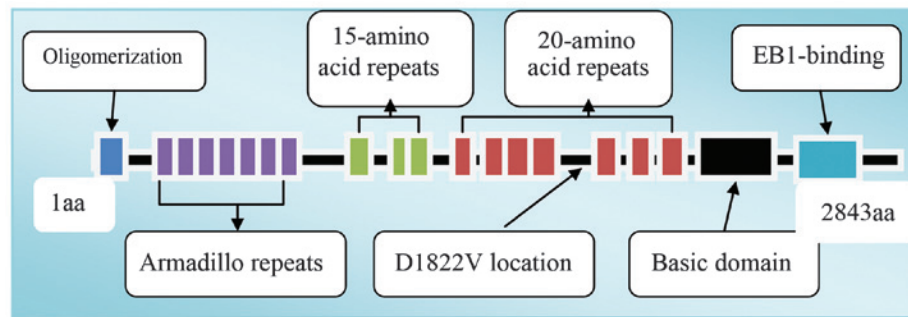 Oligomerization
15-amino
acid repeats
20-amino
acid repeats
EB1-binding
1aa
2843aa
Armadillo repeats
D1822V location
Basic domain